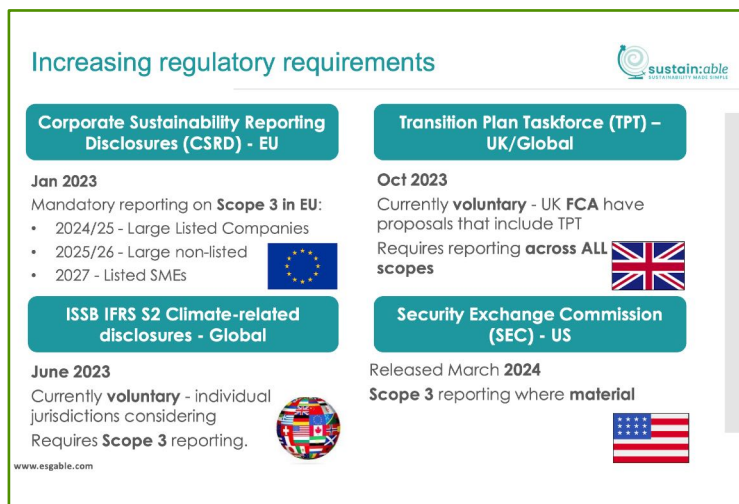 Increasing regulatory requirements
sustain:able
SUSTAINABILITY MADE SIMPLE
Corporate Sustainability Reporting
Disclosures (CSRD) - EU
Jan 2023
Mandatory reporting on Scope 3 in EU:
• 2024/25 - Large Listed Companies
• 2025/26 - Large non-listed
• 2027 - Listed SMEs
Transition Plan Taskforce (TPT) –
UK/Global
Oct 2023
Currently voluntary - UK FCA have
proposals that include TPT
Requires reporting across ALL
scopes
ISSB IFRS S2 Climate-related
disclosures - Global
June 2023
Currently voluntary - individual
jurisdictions considering
Requires Scope 3 reporting.
Security Exchange Commission
(SEC) - US
Released March 2024
Scope 3 reporting where material
www.esgable.com